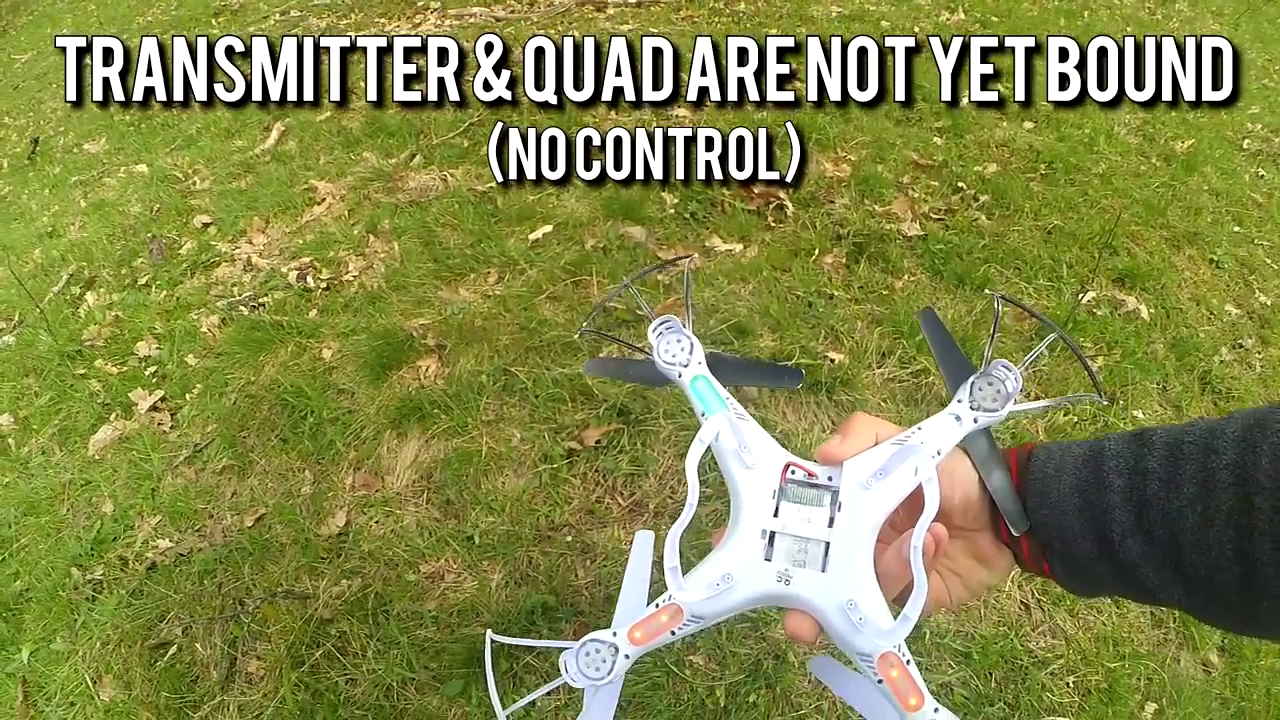 TRANSMITTER & QUAD ARE NOT YET BOUND
(NO CONTROL)